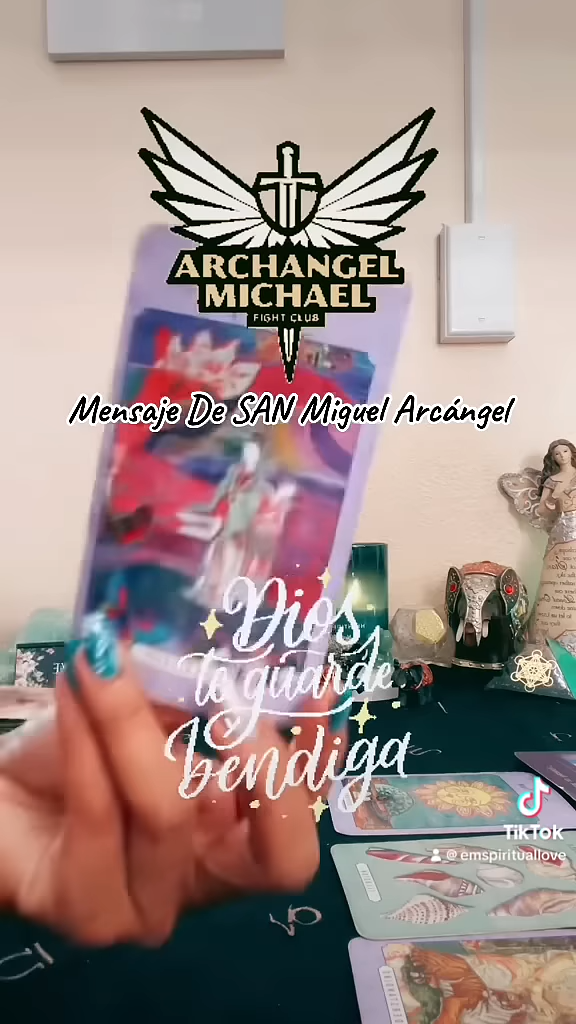 ARCHANGEL
MICHAEL
FIGHT CLUB
Mensaje De SAN Miguel Arcángel
Dios
te guarde
y
bendiga
TikTok
@emspirituallove